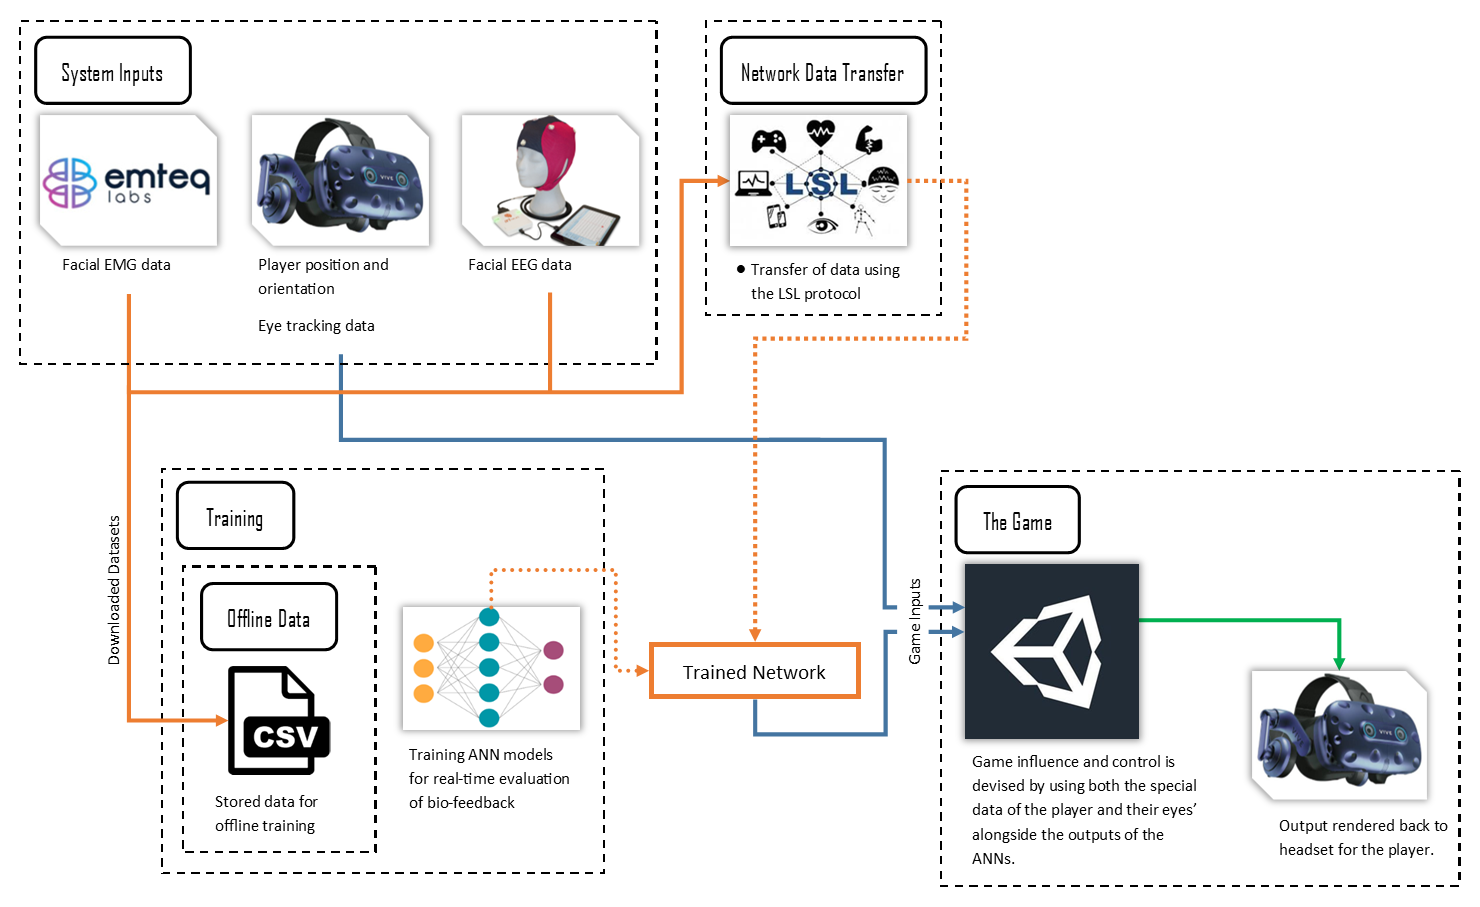 System Inputs
emteq
labs
VIVE
Facial EMG data
Player position and
orientation
Eye tracking data
Facial EEG data
Network Data Transfer
LSL
● Transfer of data using
the LSL protocol
Downloaded Datasets
Training
Offline Data
CSV
Stored data for
offline training
Training ANN models
for real-time evaluation
of bio-feedback
Trained Network
Game Inputs
The Game
Game influence and control is
devised by using both the special
data of the player and their eyes’
alongside the outputs of the
ANNs.
VIVE
Output rendered back to
headset for the player.